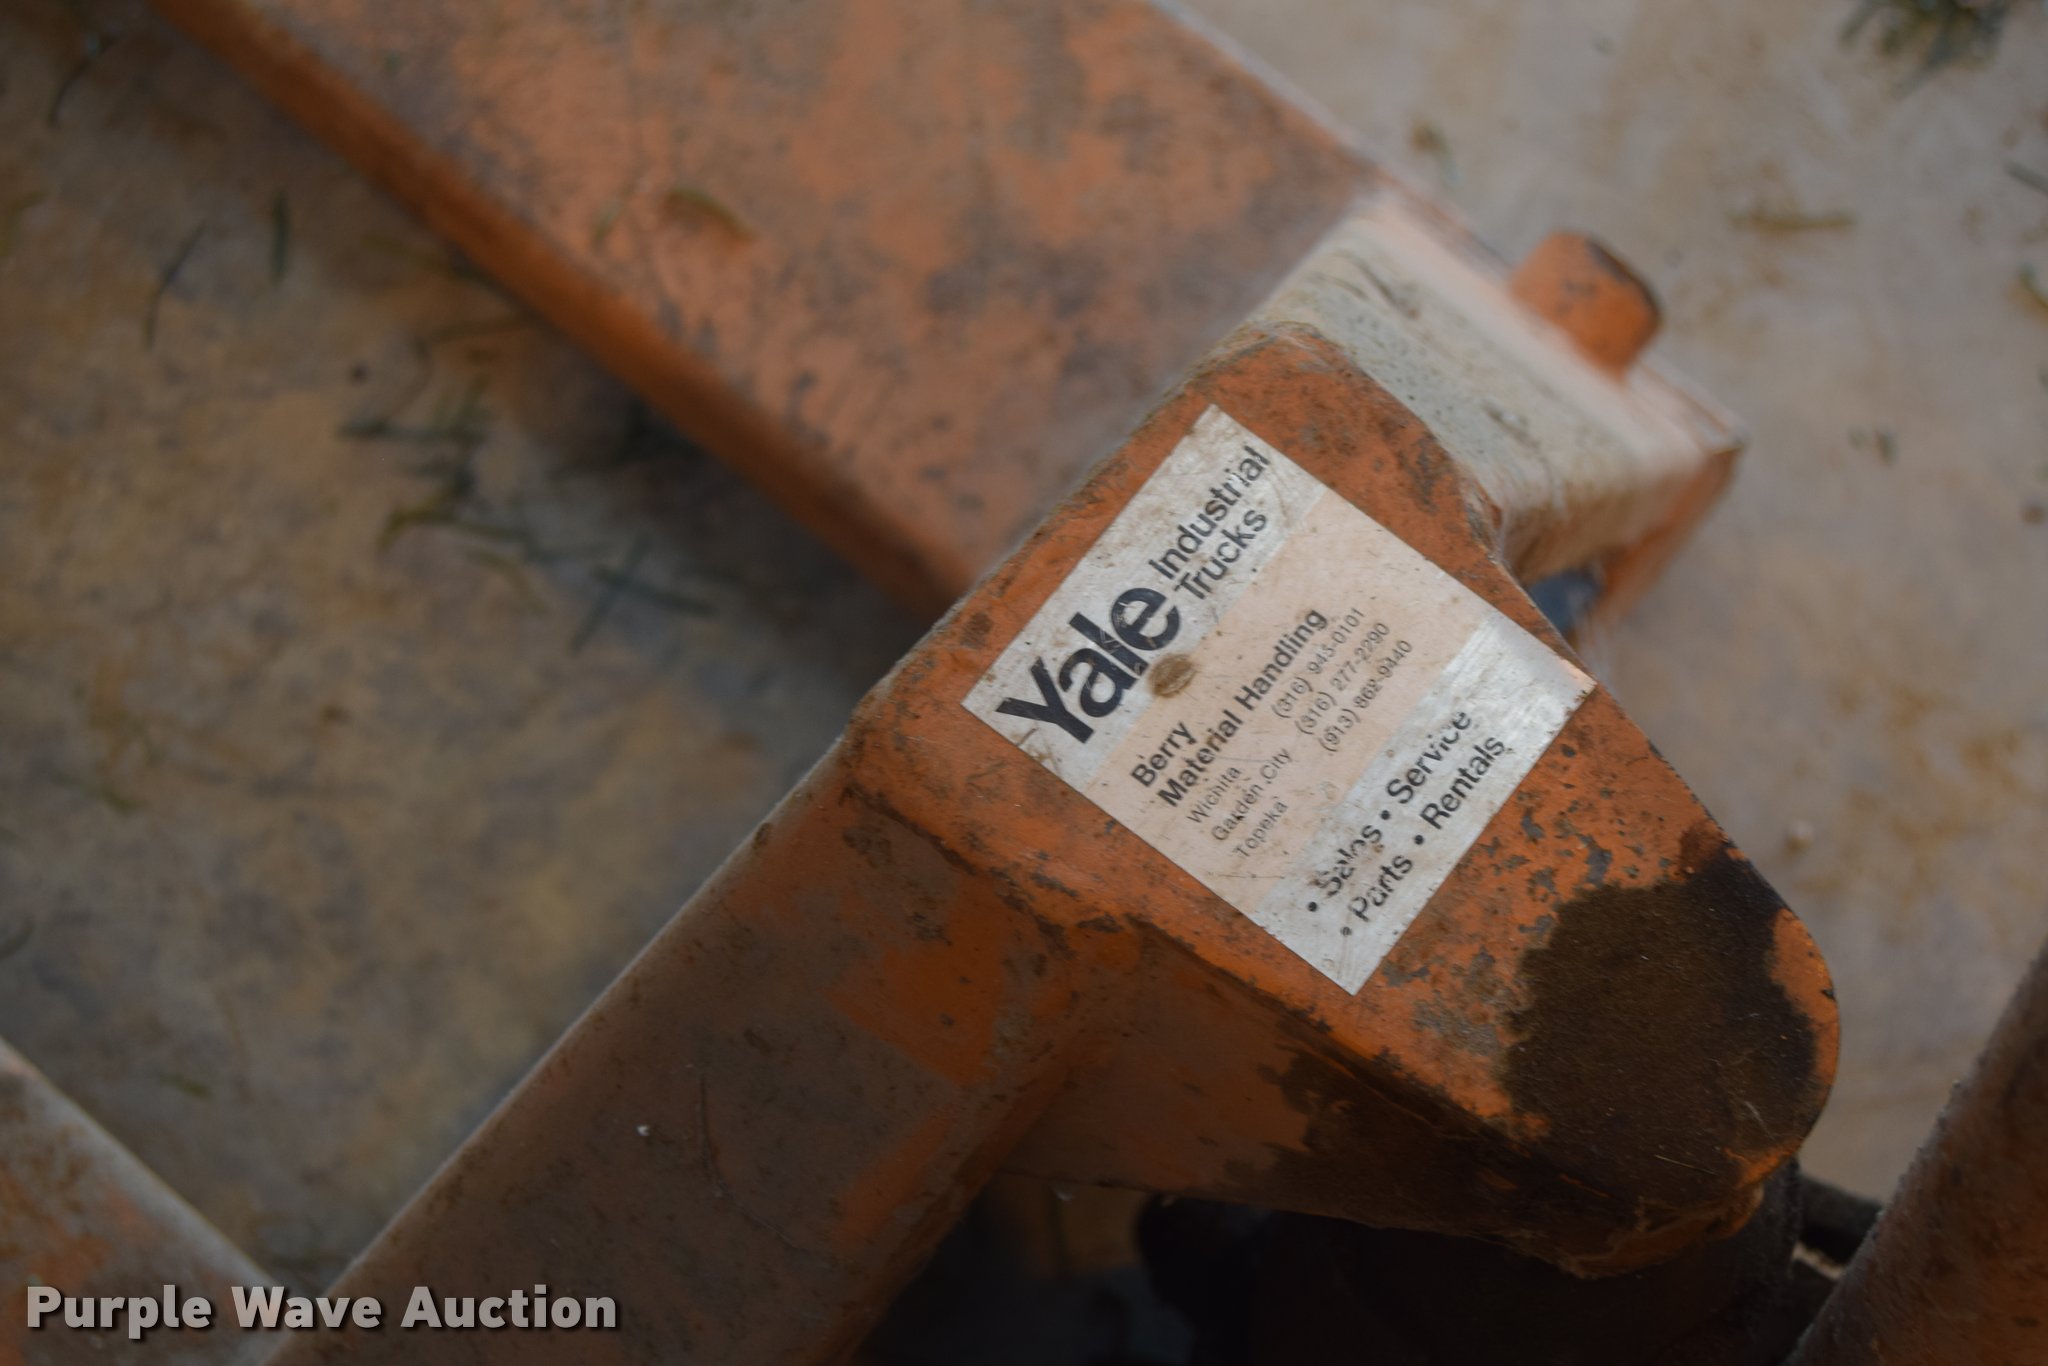 Yale Industrial
Trucks
Berry
Material Handling
Wichita (316) 945-0101
Garden City (316) 277-2290
Topeka (913) 862-9440
• Sales • Service
• Parts • Rentals
Purple Wave Auction